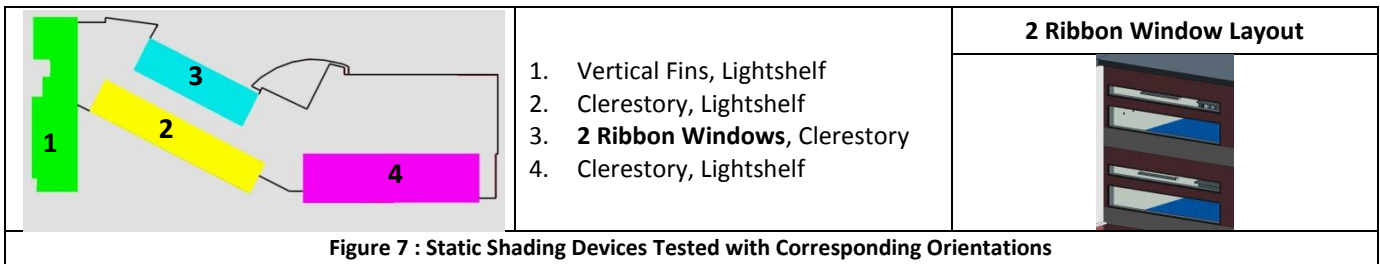 3
2
1
4
1. Vertical Fins, Lightshelf
2. Clerestory, Lightshelf
3. 2 Ribbon Windows, Clerestory
4. Clerestory, Lightshelf
2 Ribbon Window Layout
Figure 7 : Static Shading Devices Tested with Corresponding Orientations